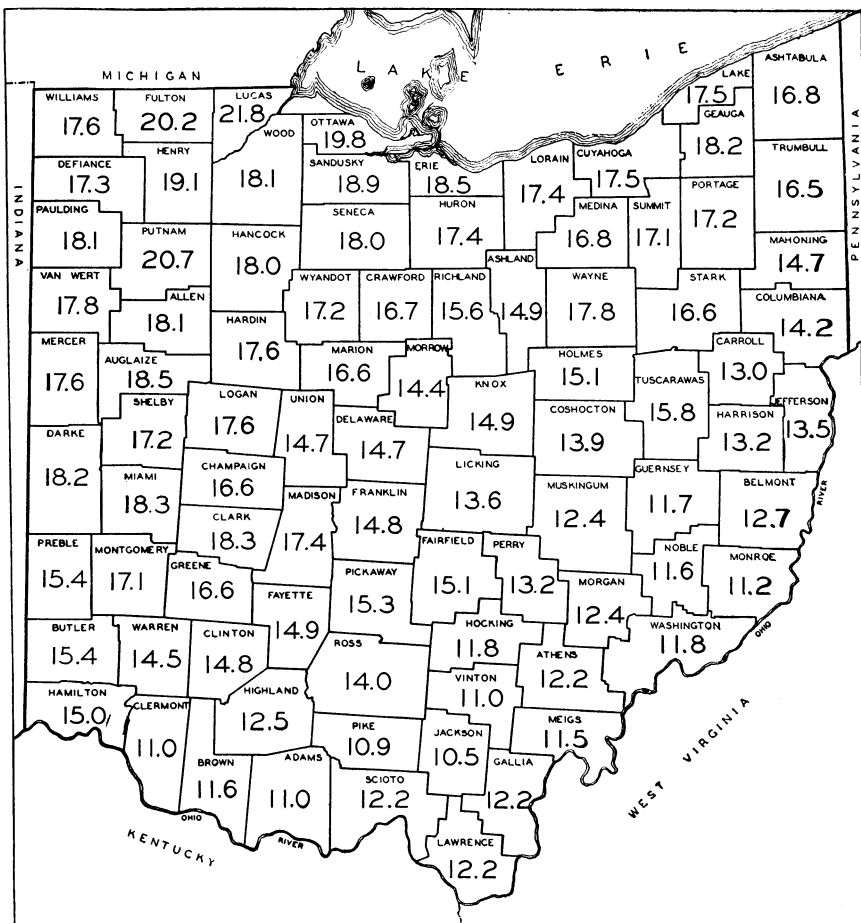 LAKE ERIE
MICHIGAN
INDIANA
PENNSYLVANIA
WILLIAMS
17.6
FULTON
20.2
LUCAS
21.8
WOOD
18.1
OTTAWA
19.8
LAKE
17.5
ASHTABULA
16.8
GEAUGA
18.2
DEFIANCE
17.3
HENRY
19.1
SANDUSKY
18.9
ERIE
18.5
LORAIN
17.4
CUYAHOGA
17.5
TRUMBULL
16.5
PAULDING
18.1
PUTNAM
20.7
HANCOCK
18.0
SENECA
18.0
HURON
17.4
MEDINA
16.8
SUMMIT
17.1
PORTAGE
17.2
MAHONING
14.7
VAN WERT
17.8
ALLEN
18.1
WYANDOT
17.2
CRAWFORD
16.7
RICHLAND
15.6
ASHLAND
14.9
WAYNE
17.8
STARK
16.6
COLUMBIANA
14.2
MERCER
17.6
AUGLAIZE
18.5
HARDIN
17.6
MARION
16.6
MORROW
14.4
HOLMES
15.1
TUSCARAWAS
15.8
CARROLL
13.0
JEFFERSON
13.5
SHELBY
17.2
LOGAN
17.6
UNION
14.7
DELAWARE
14.7
KNOX
14.9
COSHOCTON
13.9
HARRISON
13.2
DARKE
18.2
MIAMI
18.3
CHAMPAIGN
16.6
CLARK
18.3
MADISON
17.4
FRANKLIN
14.8
LICKING
13.6
MUSKINGUM
12.4
GUERNSEY
11.7
BELMONT
12.7
RIVER
PREBLE
15.4
MONTGOMERY
17.1
GREENE
16.6
FAYETTE
14.9
PICKAWAY
15.3
FAIRFIELD
15.1
PERRY
13.2
MORGAN
12.4
NOBLE
11.6
MONROE
11.2
BUTLER
15.4
WARREN
14.5
CLINTON
14.8
ROSS
14.0
HOCKING
11.8
ATHENS
12.2
WASHINGTON
11.8
OHIO
HAMILTON
15.0
CLERMONT
11.0
HIGHLAND
12.5
PIKE
10.9
VINTON
11.0
JACKSON
10.5
MEIGS
11.5
BROWN
11.6
ADAMS
11.0
SCIOTO
12.2
GALLIA
12.2
LAWRENCE
12.2
OHIO
RIVER
KENTUCKY
WEST VIRGINIA